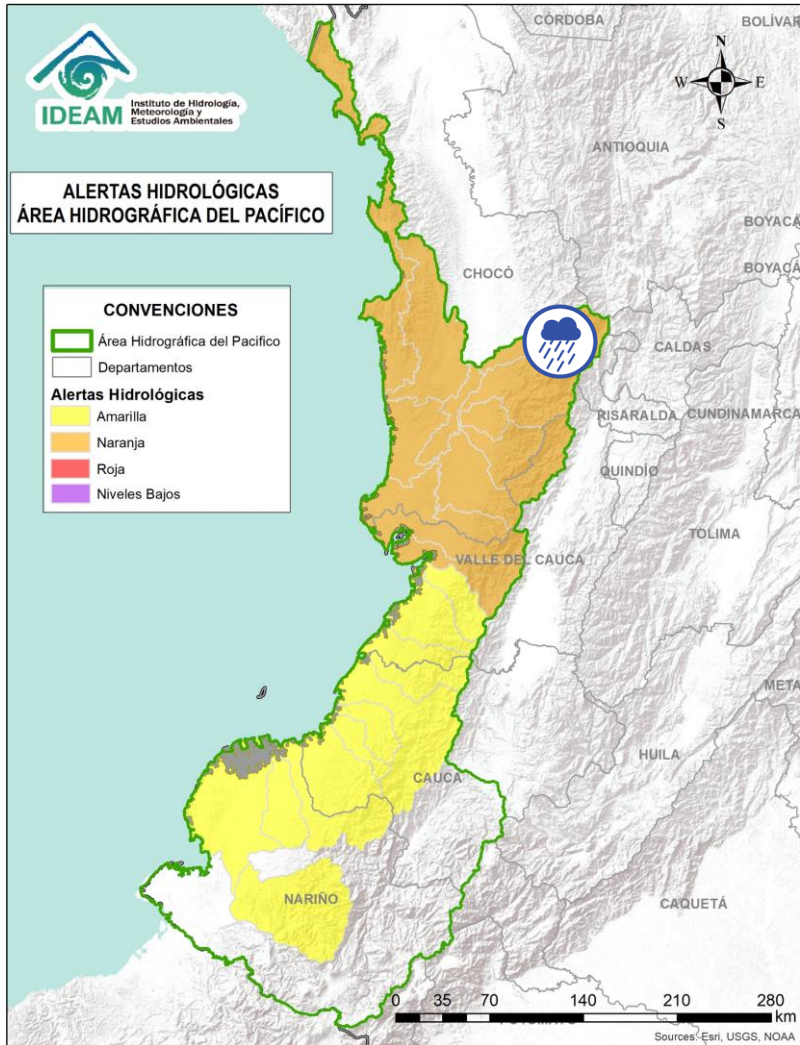 CÓRDOBA
BOLÍVAR
IDEAM
Instituto de Hidrología,
Meteorología y
Estudios Ambientales
N
W E
S
ANTIOQUIA
ALERTAS HIDROLÓGICAS
ÁREA HIDROGRÁFICA DEL PACÍFICO
BOYACÁ
BOYACÁ
CHOCÓ
CONVENCIONES
Área Hidrográfica del Pacifico
Departamentos
Alertas Hidrológicas
Amarilla
Naranja
Roja
Niveles Bajos
CALDAS
RISARALDA
CUNDINAMARCA
QUINDÍO
TOLIMA
VALLE DEL CAUCA
META
HUILA
CAUCA
NARIÑO
CAQUETÁ
0 35 70 140 210 280
km
Sources: Esri, USGS, NOAA